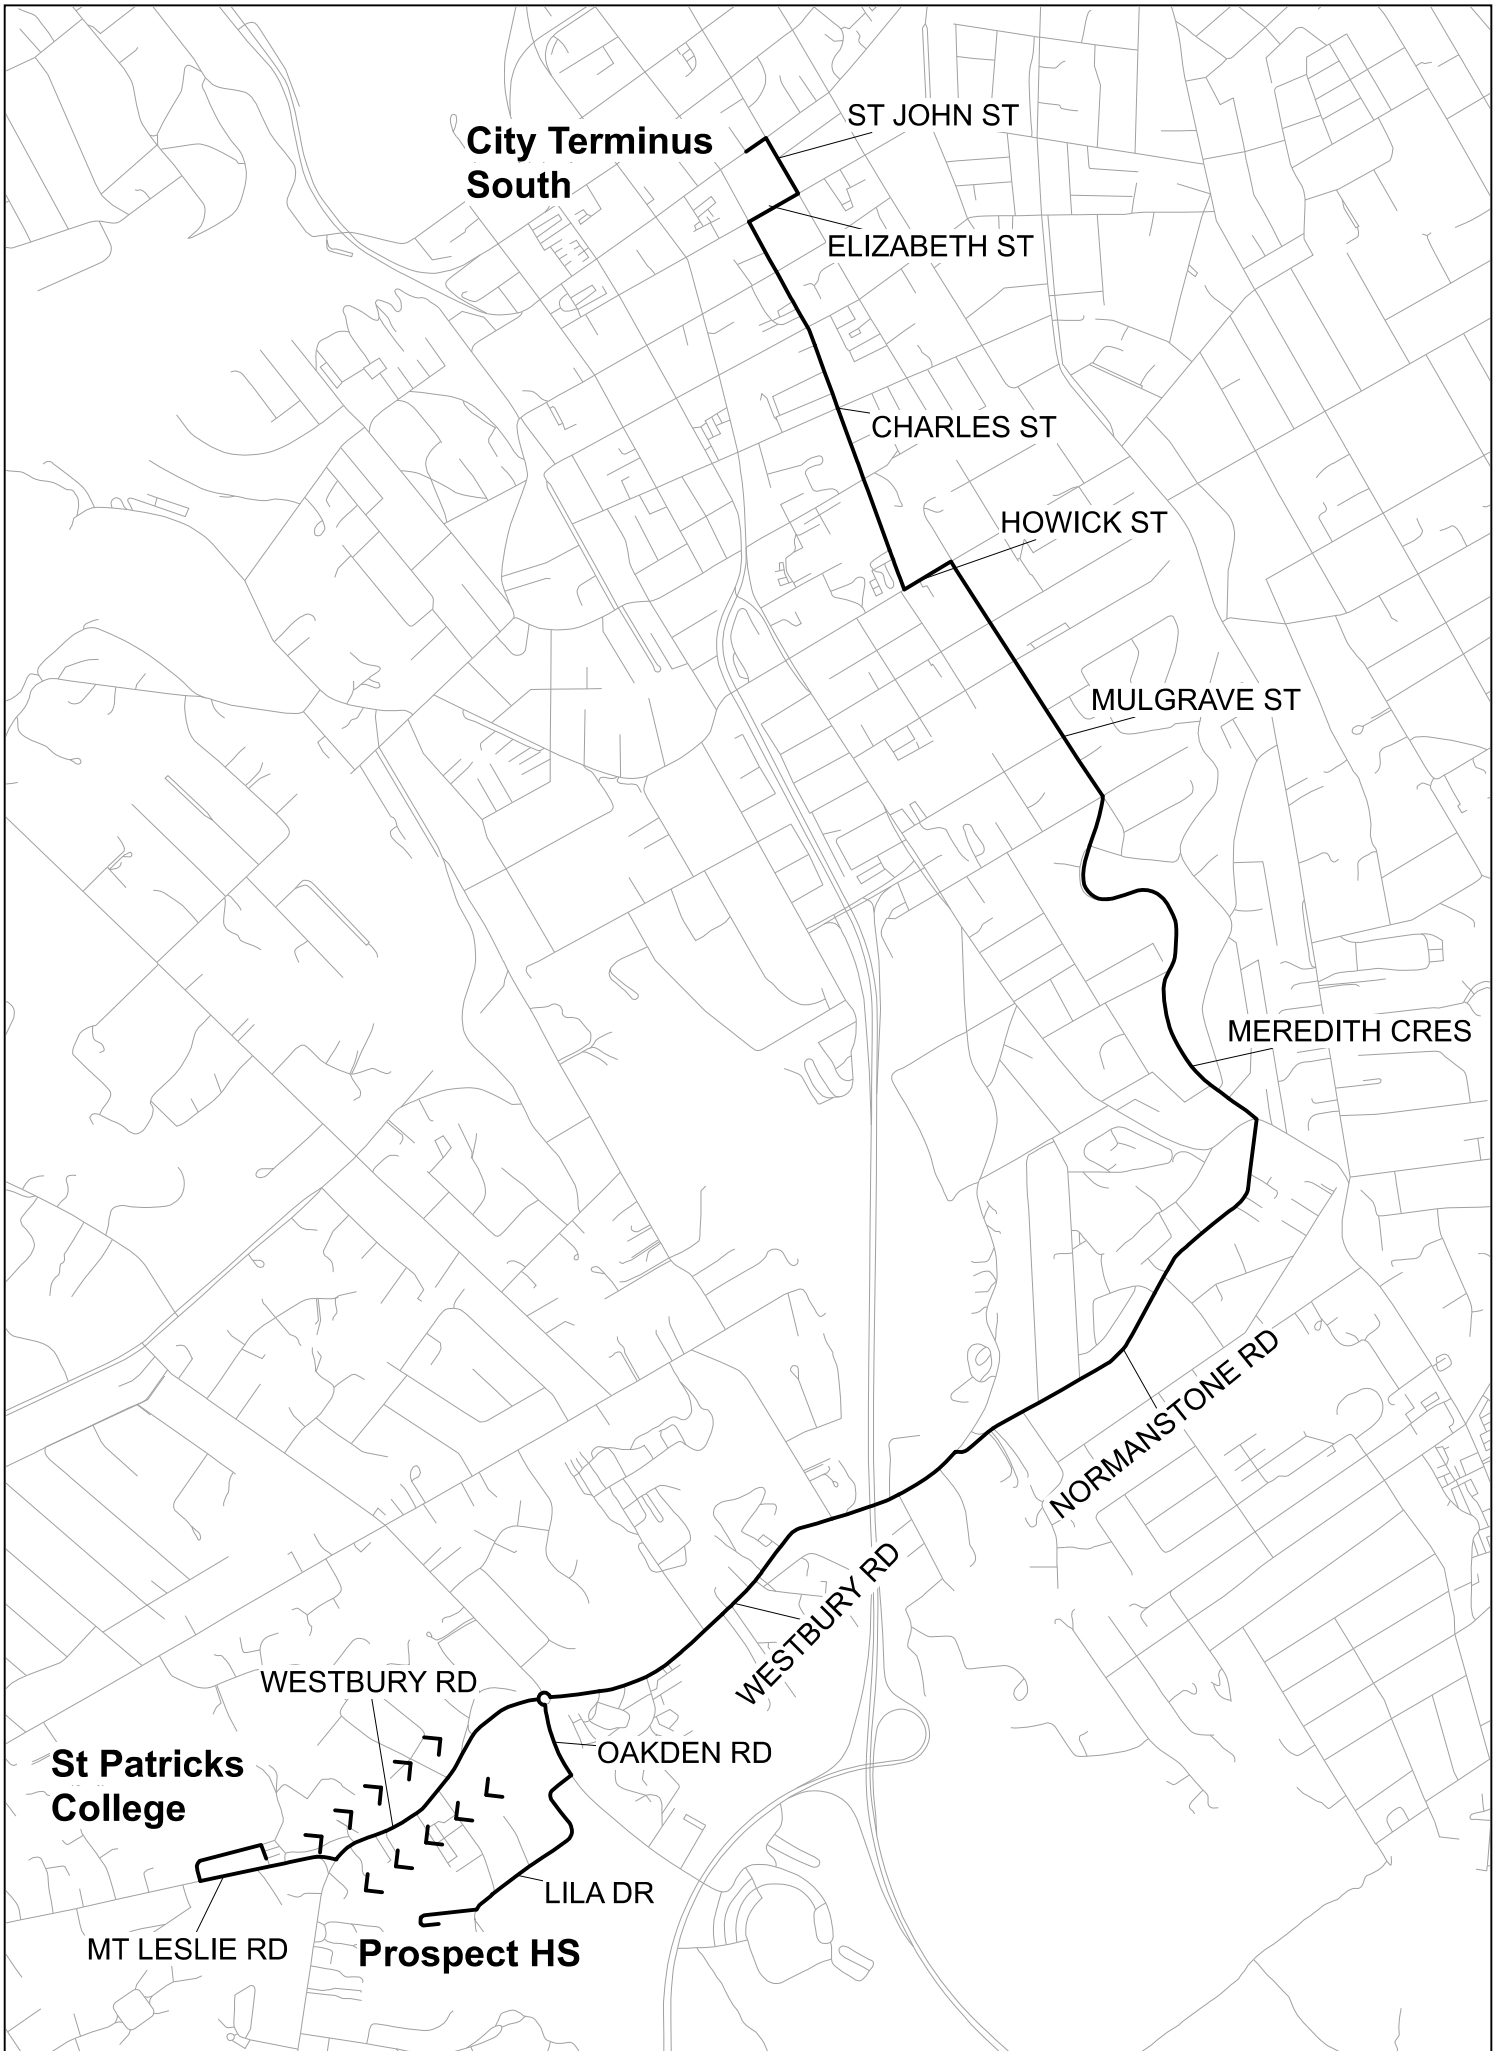 City Terminus
South
ST JOHN ST
ELIZABETH ST
CHARLES ST
HOWICK ST
MULGRAVE ST
MEREDITH CRES
NORMANSTONE RD
WESTBURY RD
WESTBURY RD
OAKDEN RD
St Patricks
College
LILA DR
MT LESLIE RD
Prospect HS